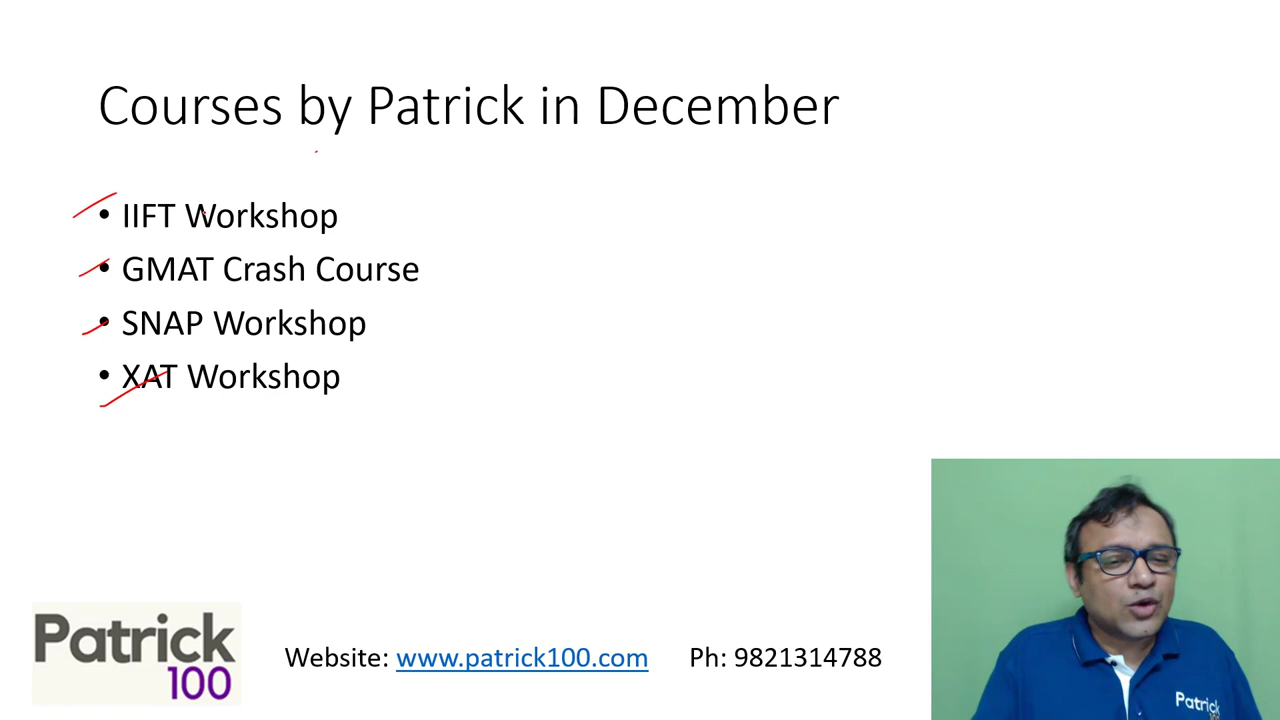 Courses by Patrick in December
• IIFT Workshop
• GMAT Crash Course
• SNAP Workshop
• XAT Workshop
Patrick
100
Website: www.patrick100.com Ph: 9821314788
Patrick